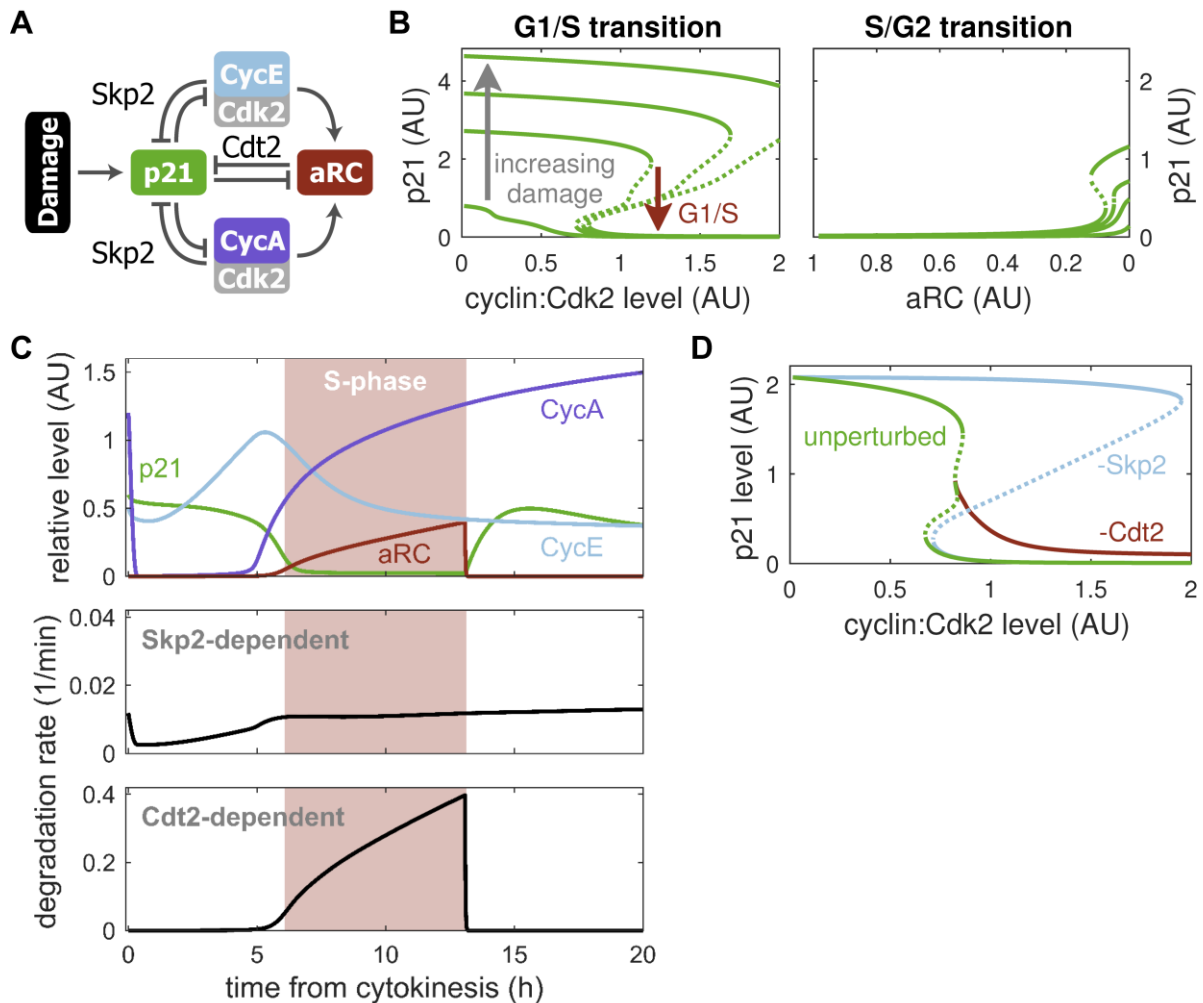 A
Damage
Skp2
CycE
Cdk2
p21
Cdt2
aRC
Skp2
CycA
Cdk2
B
G1/S transition
S/G2 transition
p21 (AU)
4
2
0
increasing
damage
G1/S
0
0.5
1
1.5
2
cyclin:Cdk2 level (AU)
1
0.8
0.6
0.4
0.2
0
aRC (AU)
2
1
0
p21 (AU)
C
relative level (AU)
1.5
1
0.5
0
S-phase
CycA
p21
aRC
CycE
degradation rate (1/min)
0.04
0.02
0
Skp2-dependent
0.4
0.2
0
Cdt2-dependent
0
5
10
15
20
time from cytokinesis (h)
D
p21 level (AU)
2
1
0
unperturbed
-Skp2
-Cdt2
0
0.5
1
1.5
2
cyclin:Cdk2 level (AU)